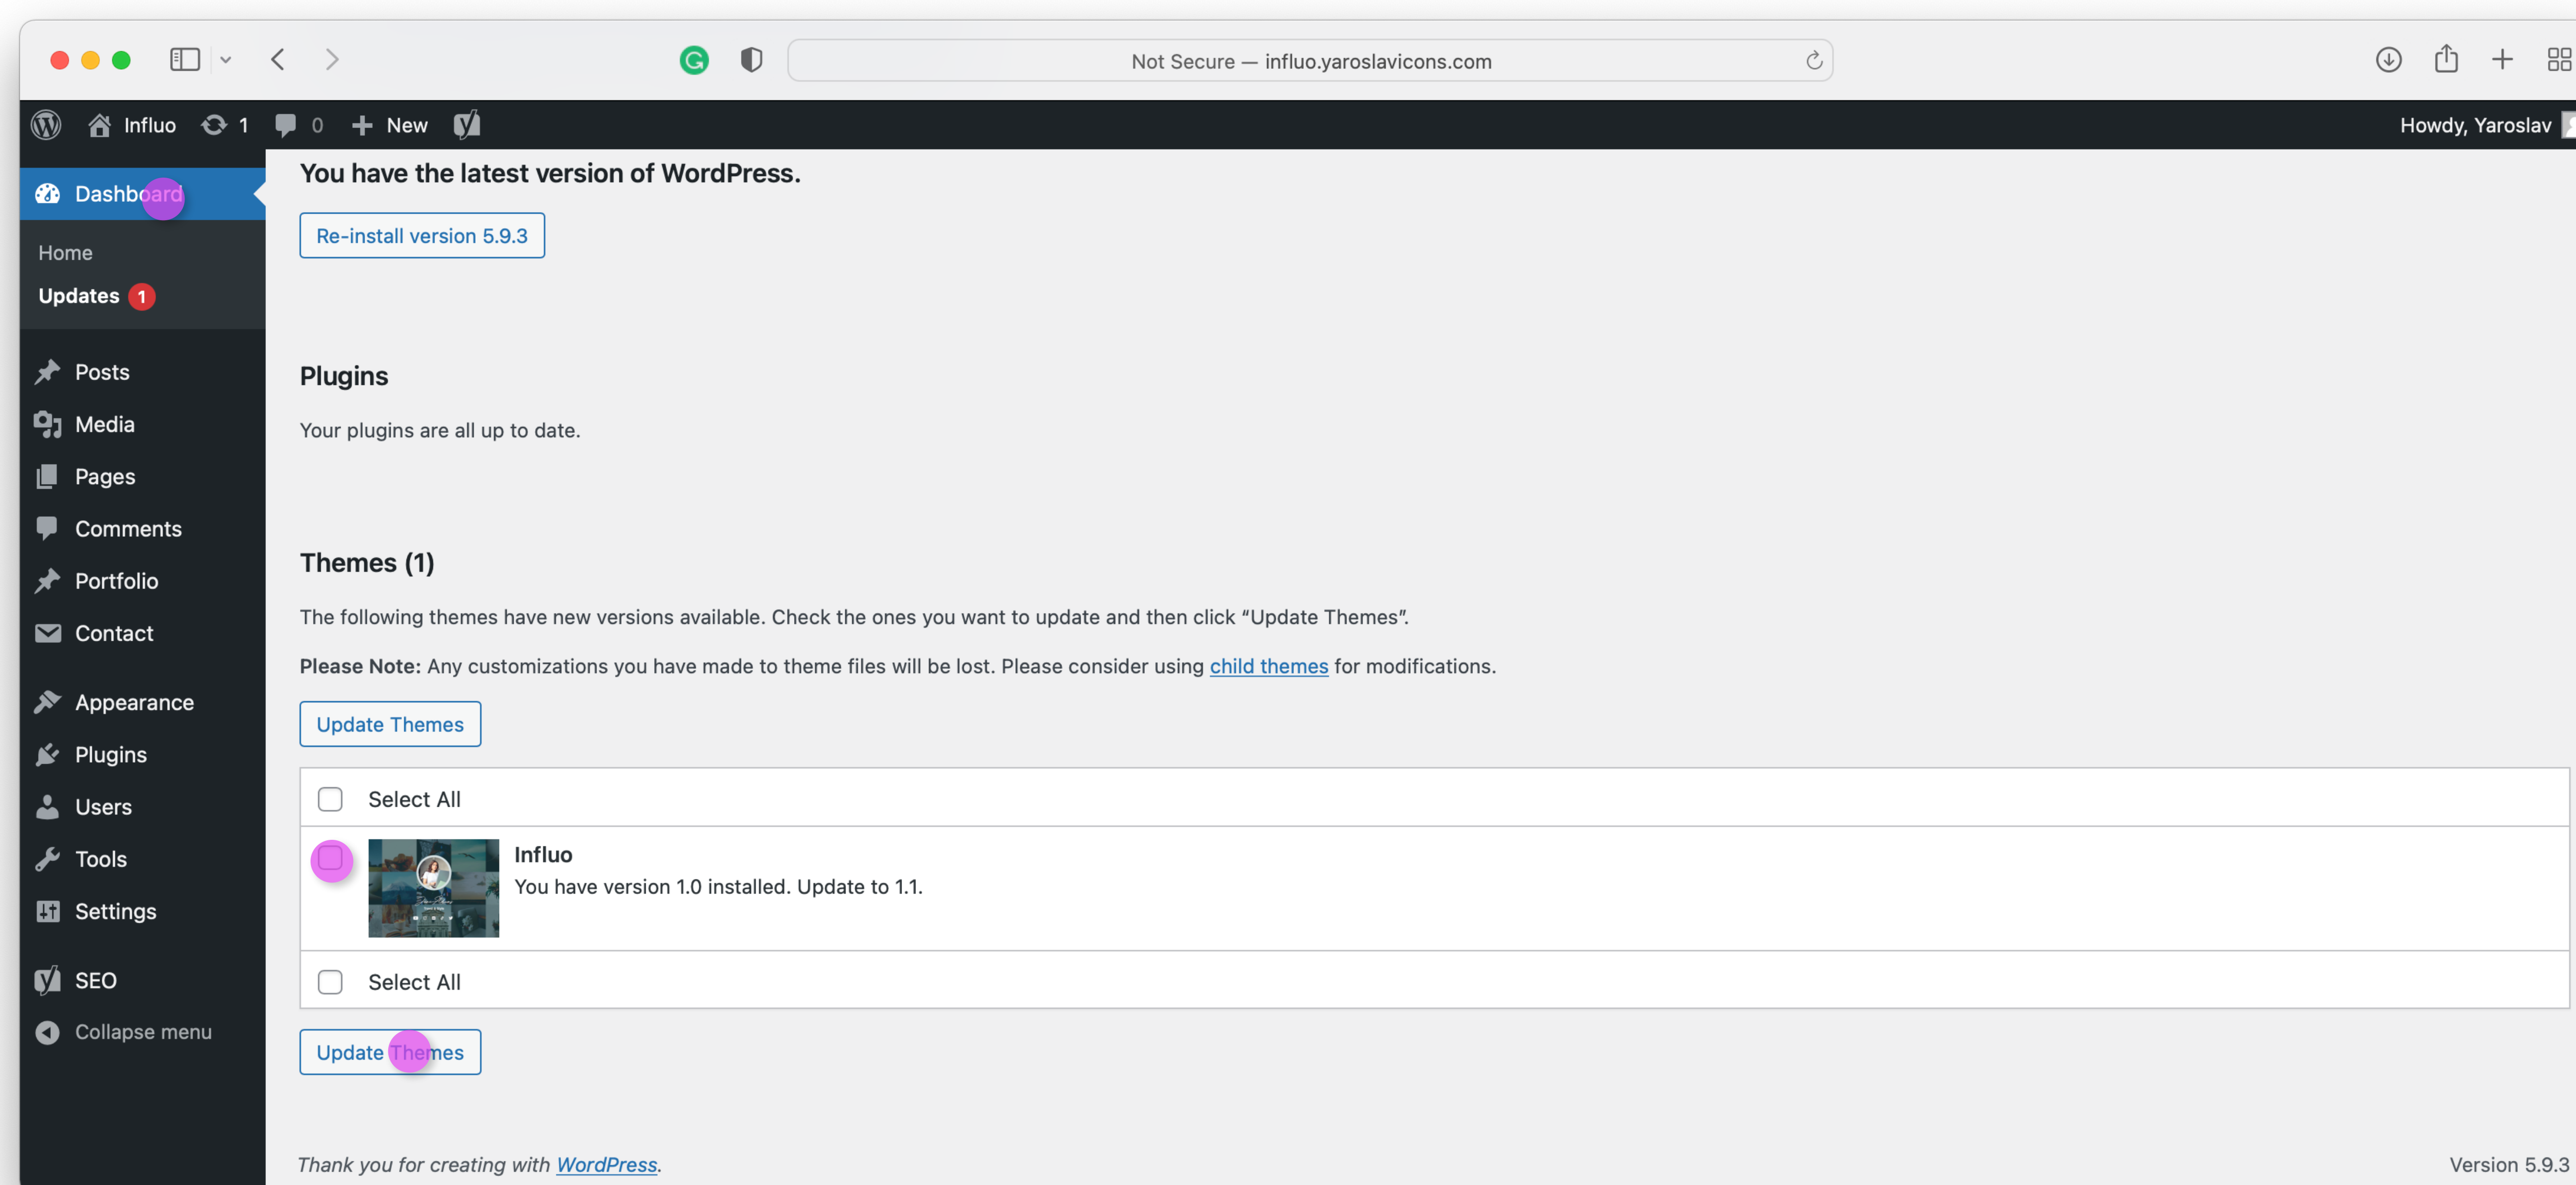 Not Secure — influo.yaroslavicons.com
Influo 1 0 New Howdy, Yaroslav
Dashboard
Home
Updates 1
Posts
Media
Pages
Comments
Portfolio
Contact
Appearance
Plugins
Users
Tools
Settings
SEO
Collapse menu
You have the latest version of WordPress.
Re-install version 5.9.3
Plugins
Your plugins are all up to date.
Themes (1)
The following themes have new versions available. Check the ones you want to update and then click “Update Themes”.
Please Note: Any customizations you have made to theme files will be lost. Please consider using child themes for modifications.
Update Themes
Select All
Influo
You have version 1.0 installed. Update to 1.1.
Select All
Update Themes
Thank you for creating with WordPress.
Version 5.9.3